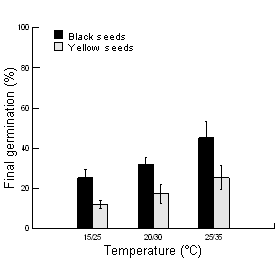 100
Black seeds
Yellow seeds
80
60
40
20
0
Final germination (%)
15/25 20/30 25/35
Temperature (°C)